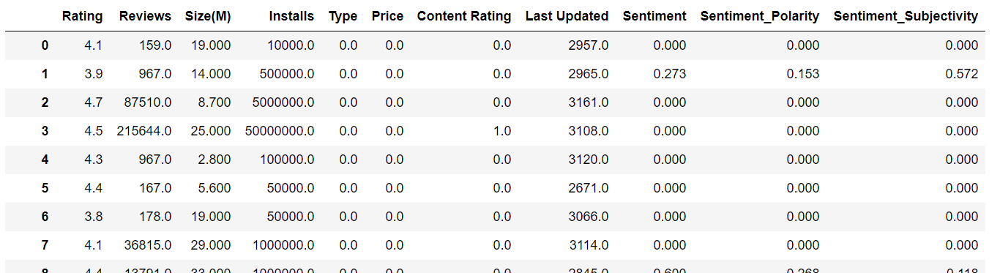 Rating Reviews Size(M) Installs Type Price Content Rating Last Updated Sentiment Sentiment_Polarity Sentiment_Subjectivity
0 4.1 159.0 19.000 10000.0 0.0 0.0 0.0 2957.0 0.000 0.000 0.000
1 3.9 967.0 14.000 500000.0 0.0 0.0 0.0 2965.0 0.273 0.153 0.572
2 4.7 87510.0 8.700 5000000.0 0.0 0.0 0.0 3161.0 0.000 0.000 0.000
3 4.5 215644.0 25.000 50000000.0 0.0 0.0 1.0 3108.0 0.000 0.000 0.000
4 4.3 967.0 2.800 100000.0 0.0 0.0 0.0 3120.0 0.000 0.000 0.000
5 4.4 167.0 5.600 50000.0 0.0 0.0 0.0 2671.0 0.000 0.000 0.000
6 3.8 178.0 19.000 50000.0 0.0 0.0 0.0 3066.0 0.000 0.000 0.000
7 4.1 36815.0 29.000 1000000.0 0.0 0.0 0.0 3114.0 0.000 0.000 0.000
8 4.4 13791.0 33.000 1000000.0 0.0 0.0 0.0 2845.0 0.600 0.268 0.118